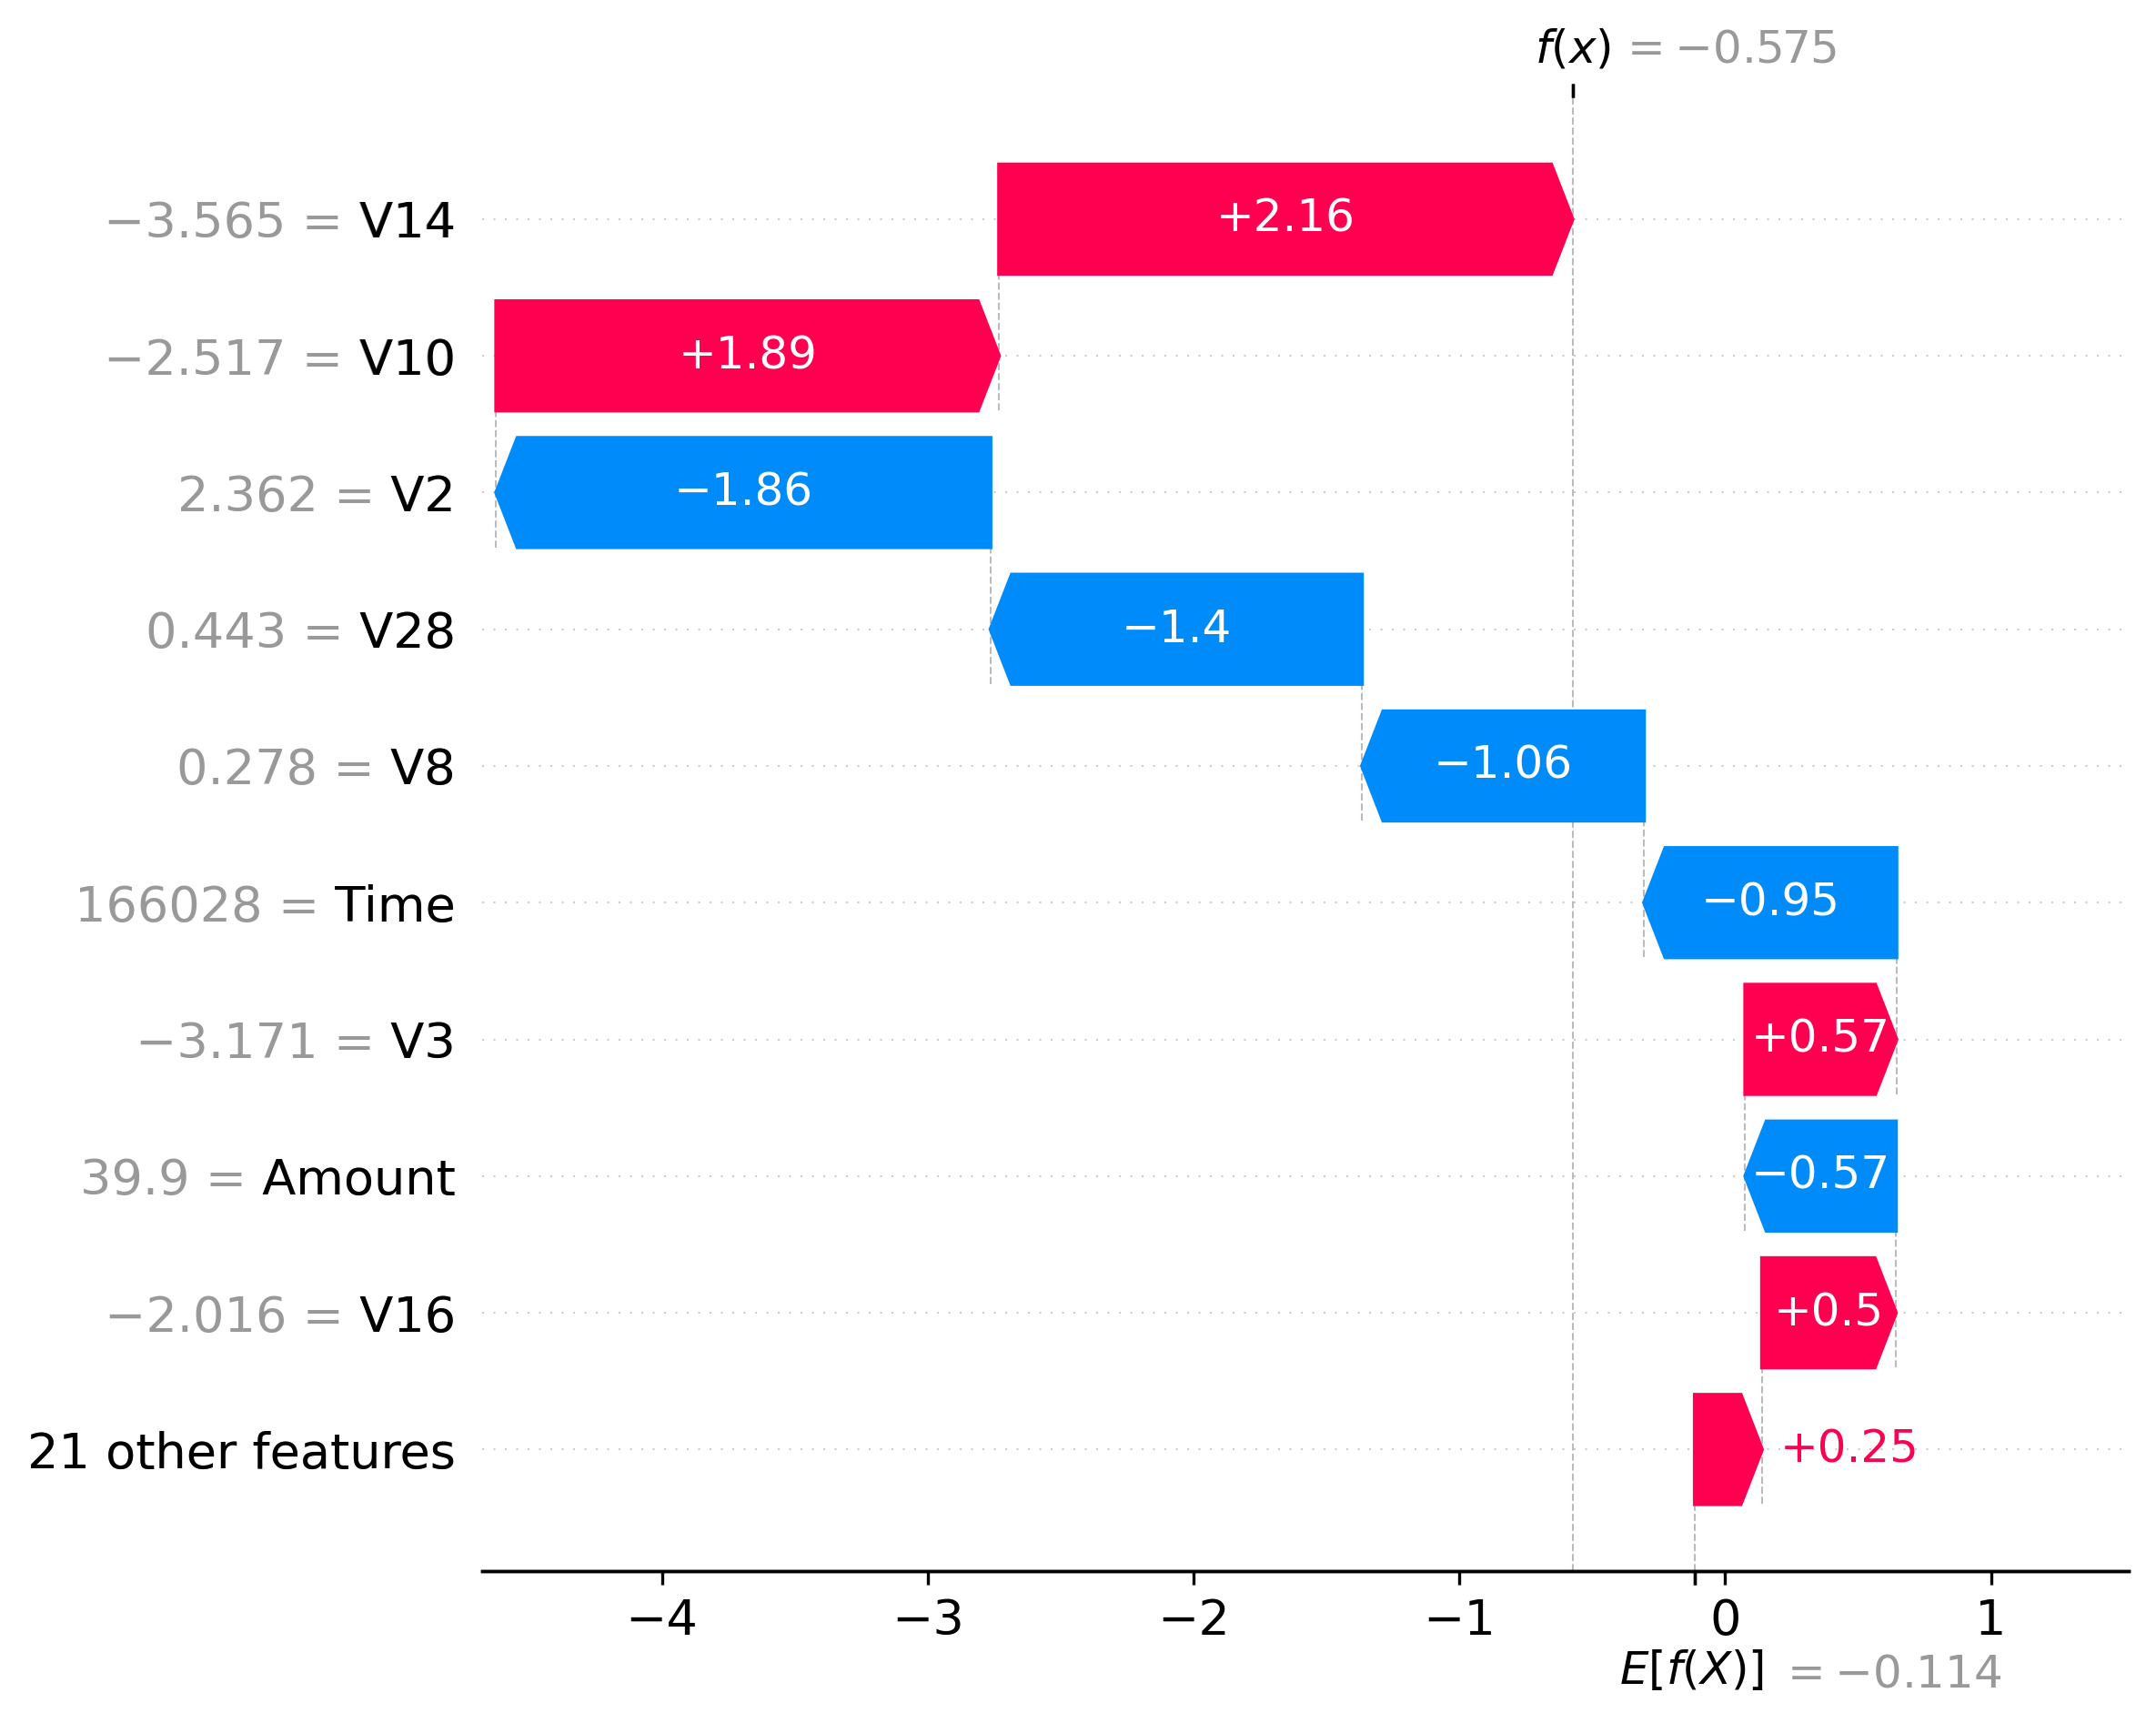 f(x) = −0.575
−3.565 = V14
+2.16
−2.517 = V10
+1.89
2.362 = V2
−1.86
0.443 = V28
−1.4
0.278 = V8
−1.06
166028 = Time
−0.95
−3.171 = V3
+0.57
39.9 = Amount
−0.57
−2.016 = V16
+0.5
21 other features
+0.25
−4 −3 −2 −1 0 1
E[f(X)] = −0.114